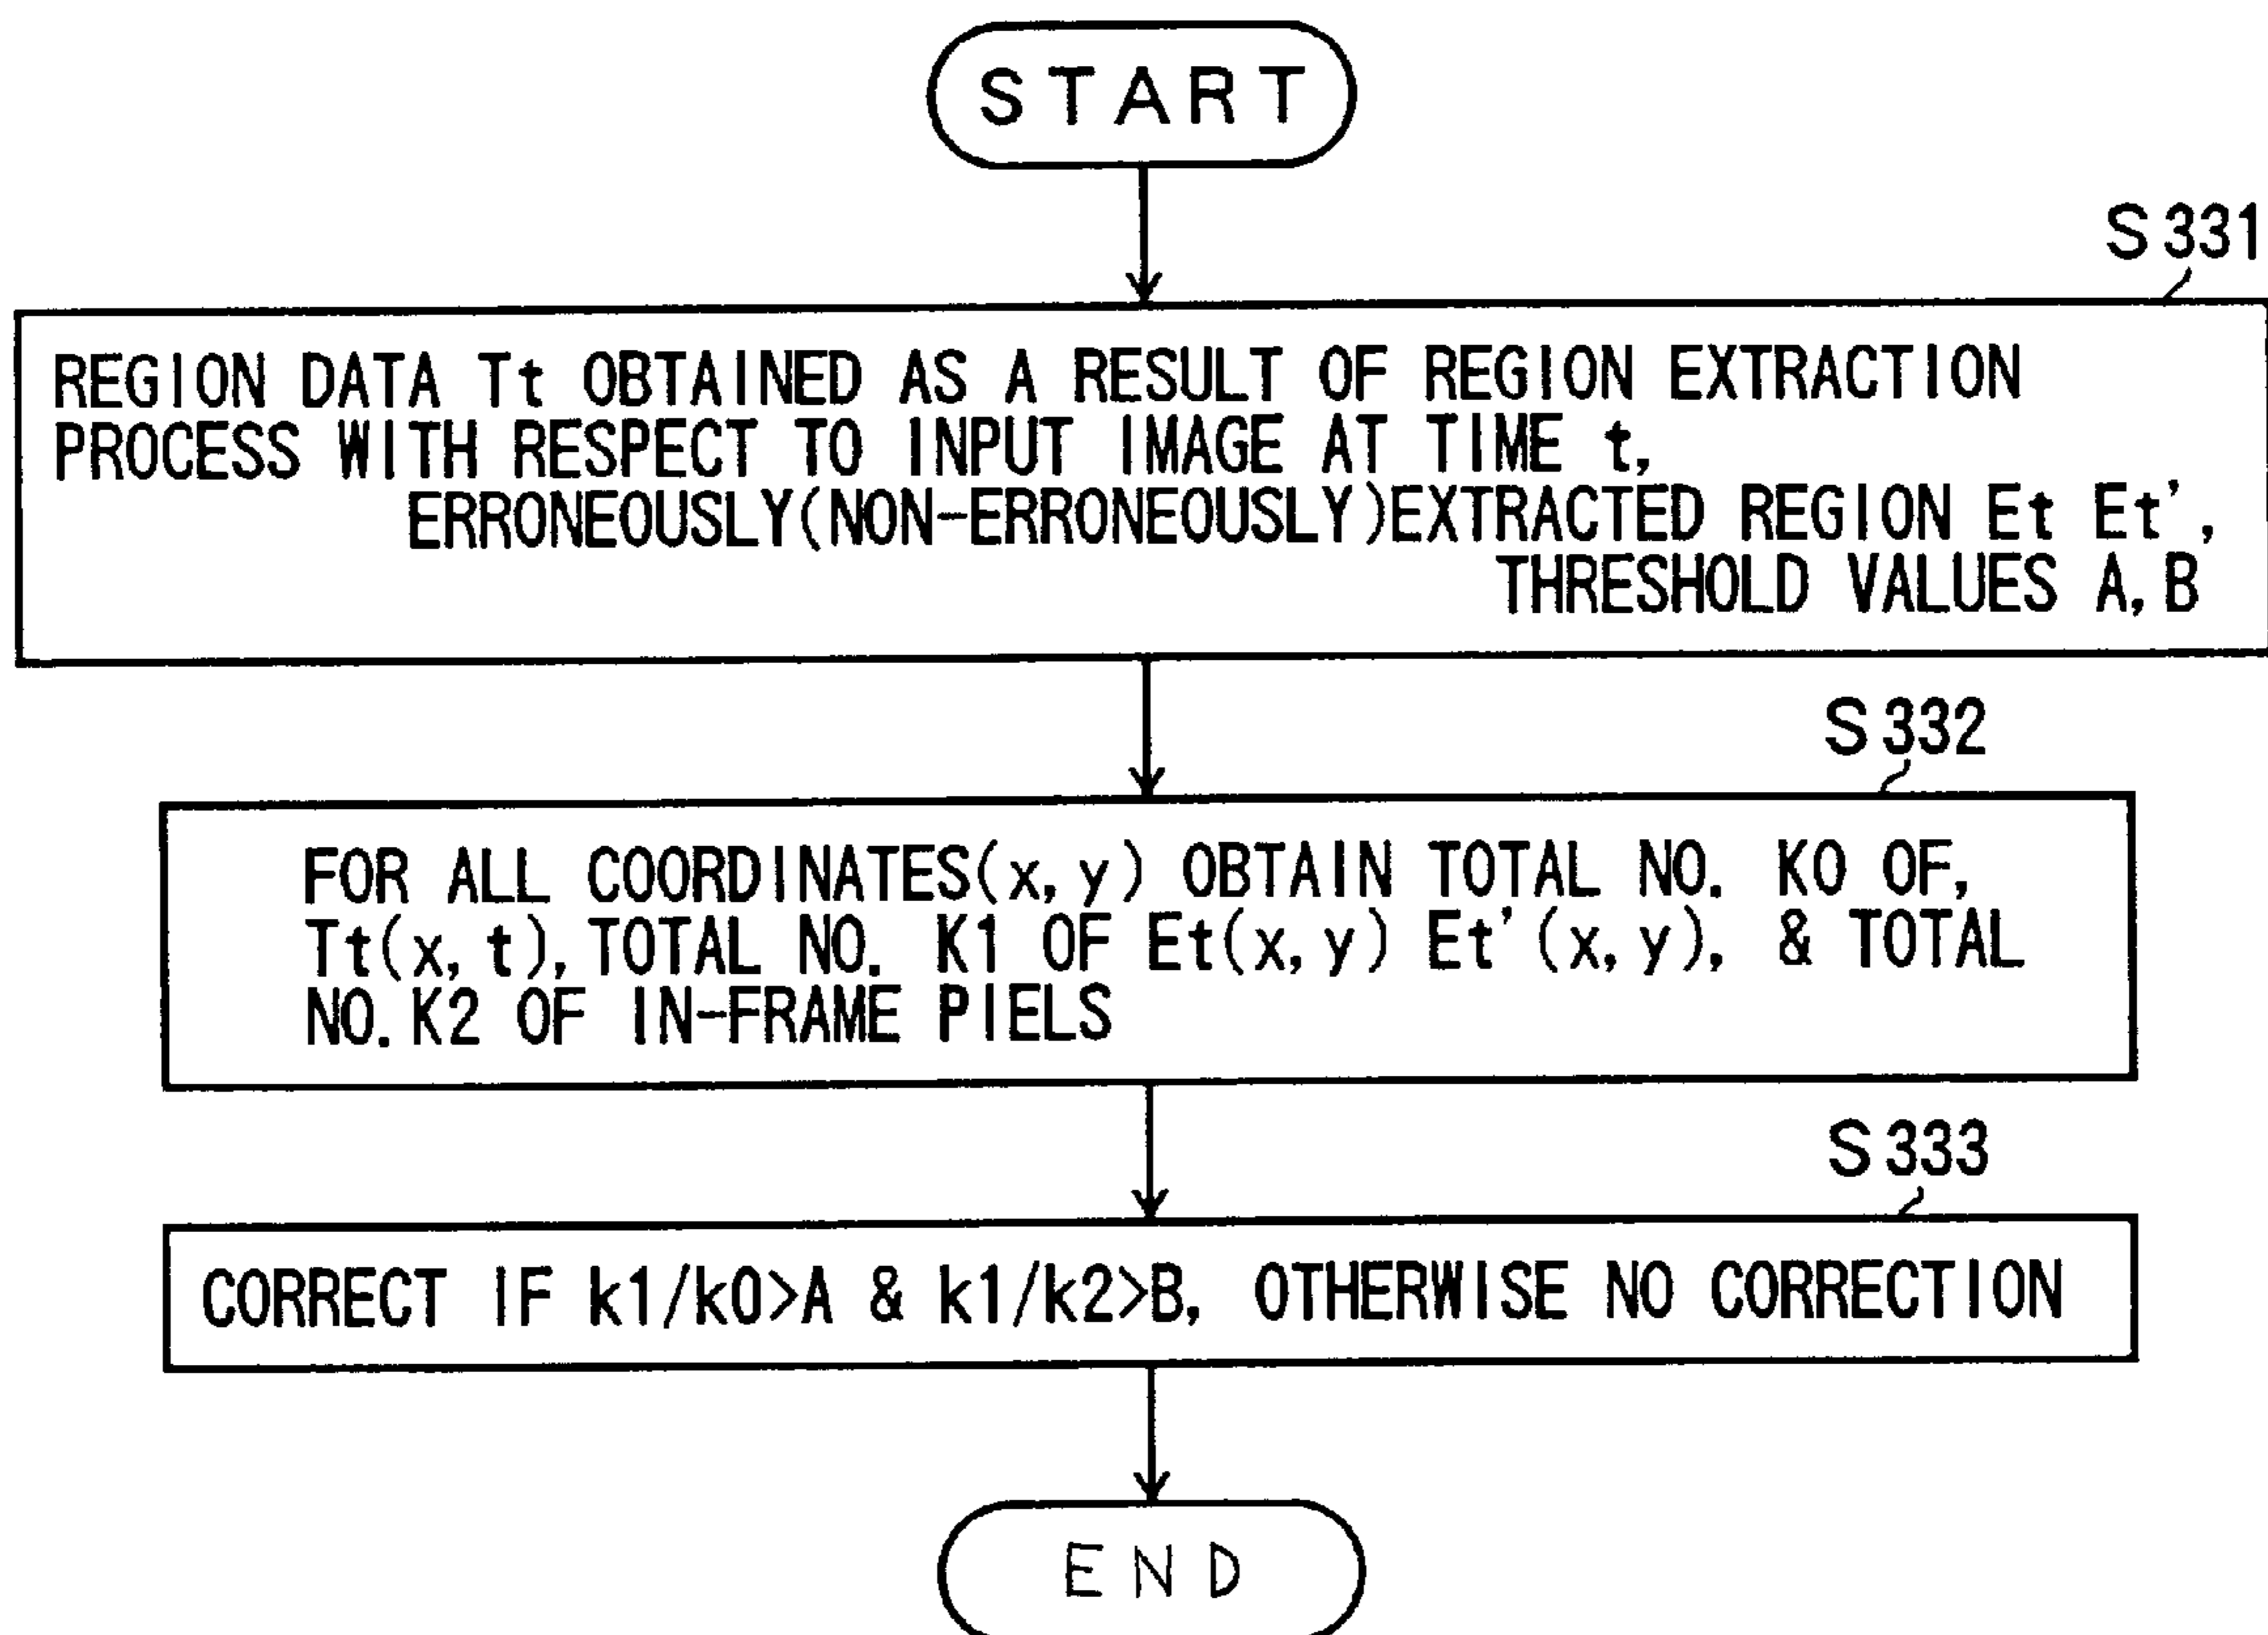 START
S331
REGION DATA Tt OBTAINED AS A RESULT OF REGION EXTRACTION
PROCESS WITH RESPECT TO INPUT IMAGE AT TIME t,
ERRONEOUSLY(NON-ERRONEOUSLY)EXTRACTED REGION Et Et',
THRESHOLD VALUES A,B
S332
FOR ALL COORDINATES(x,y) OBTAIN TOTAL NO. K0 OF,
Tt(x,t),TOTAL NO. K1 OF Et(x,y) Et'(x,y), & TOTAL
NO.K2 OF IN-FRAME PIELS
S333
CORRECT IF k1/k0>A & k1/k2>B, OTHERWISE NO CORRECTION
END